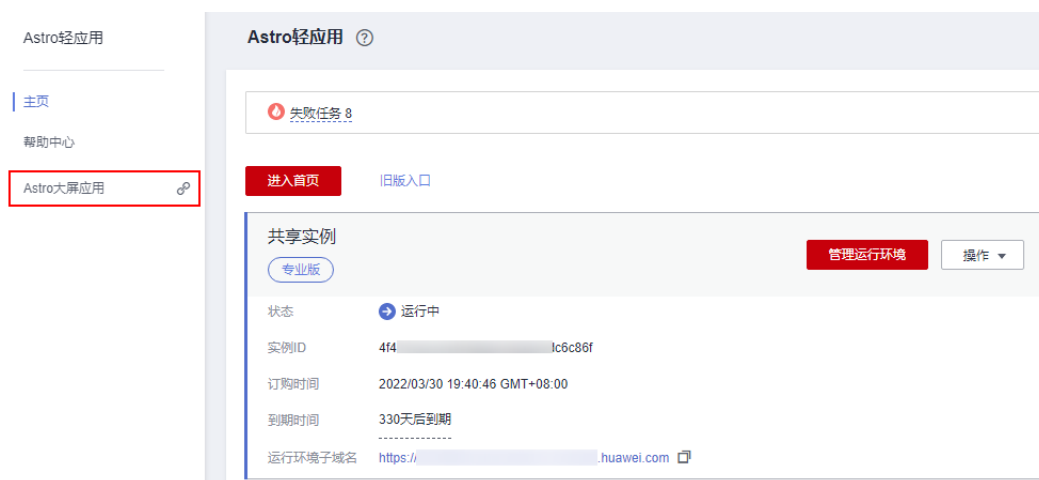 Astro轻应用
主页
帮助中心
Astro大屏应用
Astro轻应用
失败任务 8
进入首页 旧版入口
共享实例
专业版
管理运行环境 操作
状态 运行中
实例ID 4f4 lc6c86f
订购时间 2022/03/30 19:40:46 GMT+08:00
到期时间 330天后到期
运行环境子域名 https:// .huawei.com